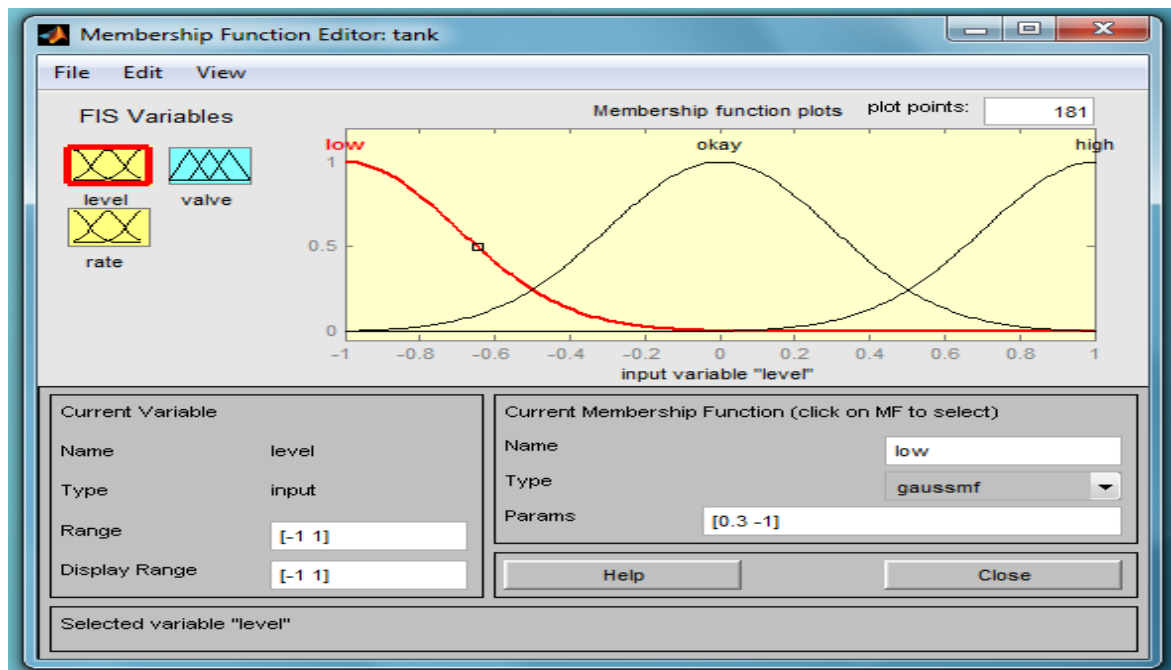 Membership Function Editor: tank
File Edit View
FIS Variables
Membership function plots plot points: 181
level valve
rate
low okay high
1
0.5
0
-1 -0.8 -0.6 -0.4 -0.2 0 0.2 0.4 0.6 0.8 1
input variable "level"
Current Variable
Name level
Type input
Range [-1 1]
Display Range [-1 1]
Current Membership Function (click on MF to select)
Name low
Type gaussmf
Params [0.3 -1]
Help Close
Selected variable "level"